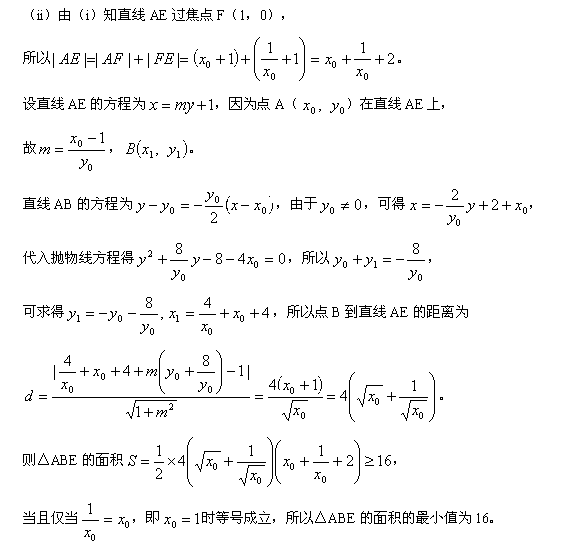 （ii）由（i）知直线 AE 过焦点 F（1，0），
所以|AE|=|AF|+|FE|=(x₀+1)+(1/x₀+1)=x₀+1/x₀+2。
设直线 AE 的方程为 x=my+1，因为点 A（x₀，y₀）在直线 AE 上，
故 m=(x₀-1)/y₀，B(x₁，y₁)。
直线 AB 的方程为 y-y₀=-y₀/2(x-x₀)，由于 y₀≠0，可得 x=-2/y₀ y+2+x₀，
代入抛物线方程得 y²+8/y₀ y-8-4x₀=0，所以 y₀+y₁=-8/y₀，
可求得 y₁=-y₀-8/y₀, x₁=4/x₀+x₀+4，所以点 B 到直线 AE 的距离为
d=|4/x₀+x₀+4+m(y₀+8/y₀)-1|/√(1+m²)=4(x₀+1)/√x₀=4(√x₀+1/√x₀)。
则△ABE 的面积 S=1/2×4(√x₀+1/√x₀)(x₀+1/x₀+2)≥16，
当且仅当 1/x₀=x₀，即 x₀=1时等号成立，所以△ABE 的面积的最小值为 16。